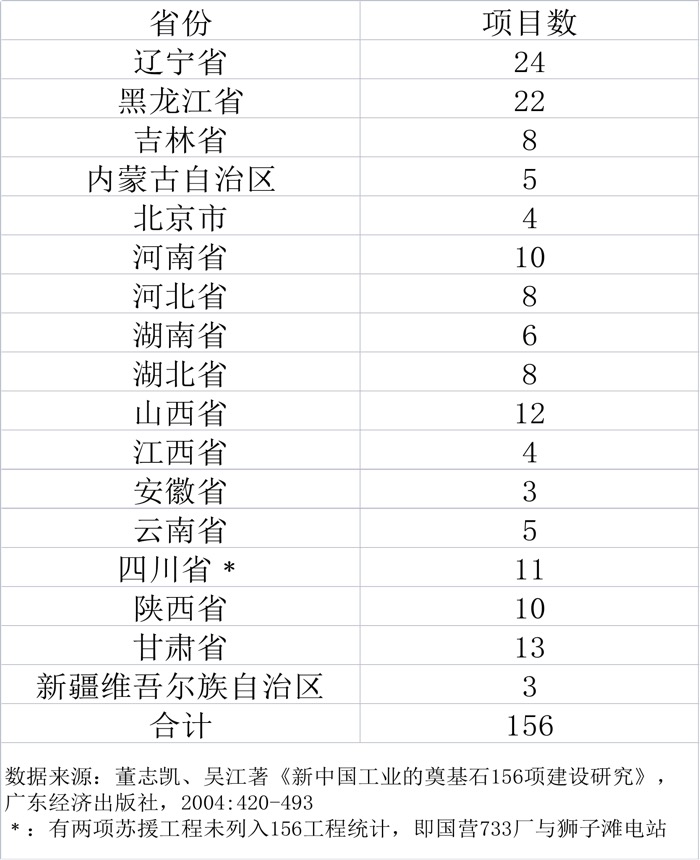 省份 项目数
辽宁省 24
黑龙江省 22
吉林省 8
内蒙古自治区 5
北京市 4
河南省 10
河北省 8
湖南省 6
湖北省 8
山西省 12
江西省 4
安徽省 3
云南省 5
四川省 * 11
陕西省 10
甘肃省 13
新疆维吾尔族自治区 3
合计 156
数据来源：董志凯、吴江著《新中国工业的奠基石156项建设研究》，
广东经济出版社，2004:420-493
*：有两项苏援工程未列入156工程统计，即国营733厂与狮子滩电站